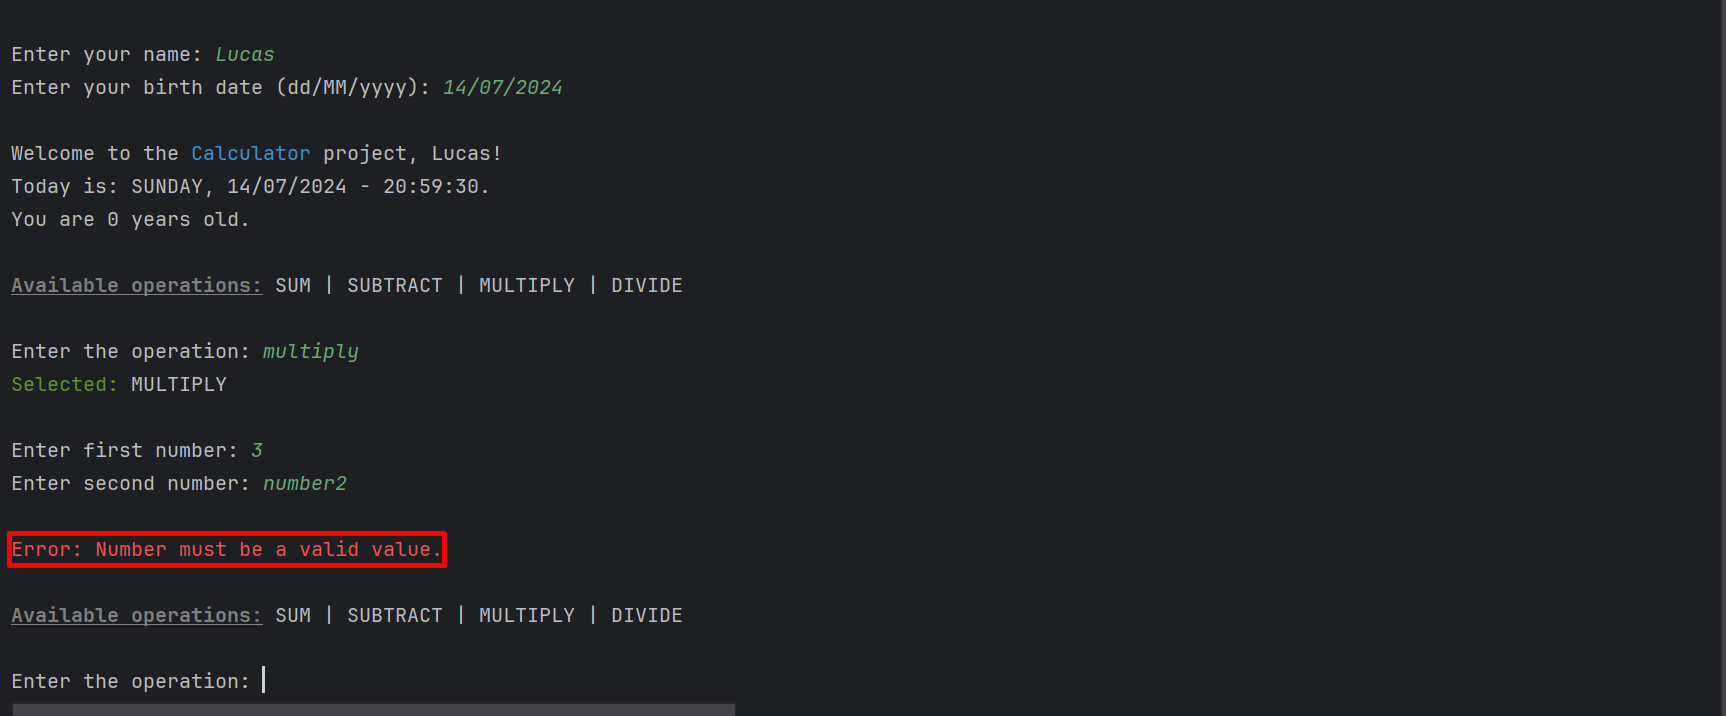 Enter your name: Lucas
Enter your birth date (dd/MM/yyyy): 14/07/2024
Welcome to the Calculator project, Lucas!
Today is: SUNDAY, 14/07/2024 - 20:59:30.
You are 0 years old.
Available operations: SUM | SUBTRACT | MULTIPLY | DIVIDE
Enter the operation: multiply
Selected: MULTIPLY
Enter first number: 3
Enter second number: number2
Error: Number must be a valid value.
Available operations: SUM | SUBTRACT | MULTIPLY | DIVIDE
Enter the operation: